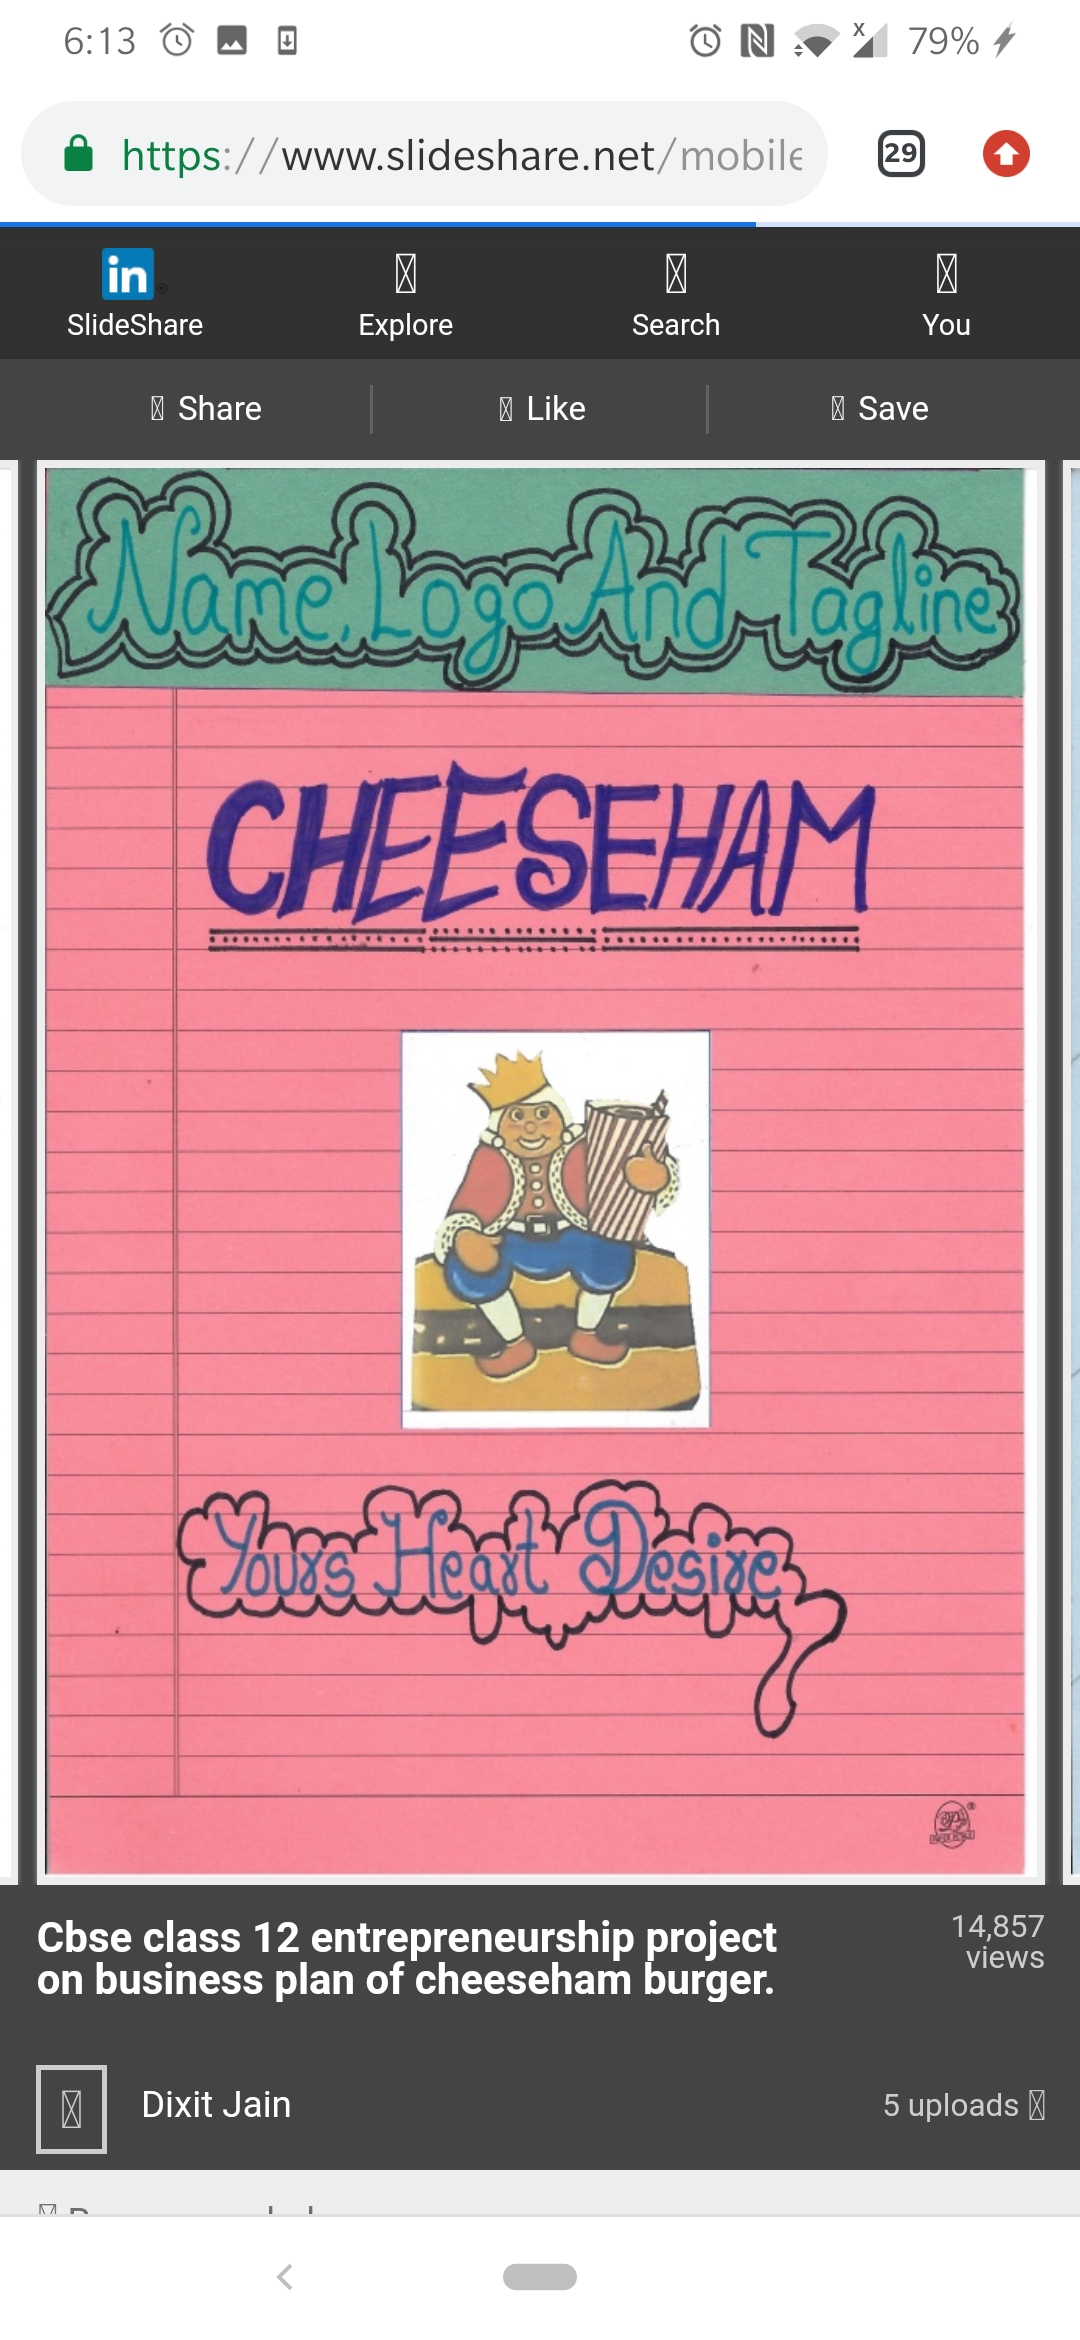 6:13
79%
https://www.slideshare.net/mobile
29
in
SlideShare
Explore
Search
You
Share
Like
Save
Name, Logo And Tagline
CHEESEHAM
Yours Heart Desire
Cbse class 12 entrepreneurship project
on business plan of cheeseham burger.
14,857
views
Dixit Jain
5 uploads